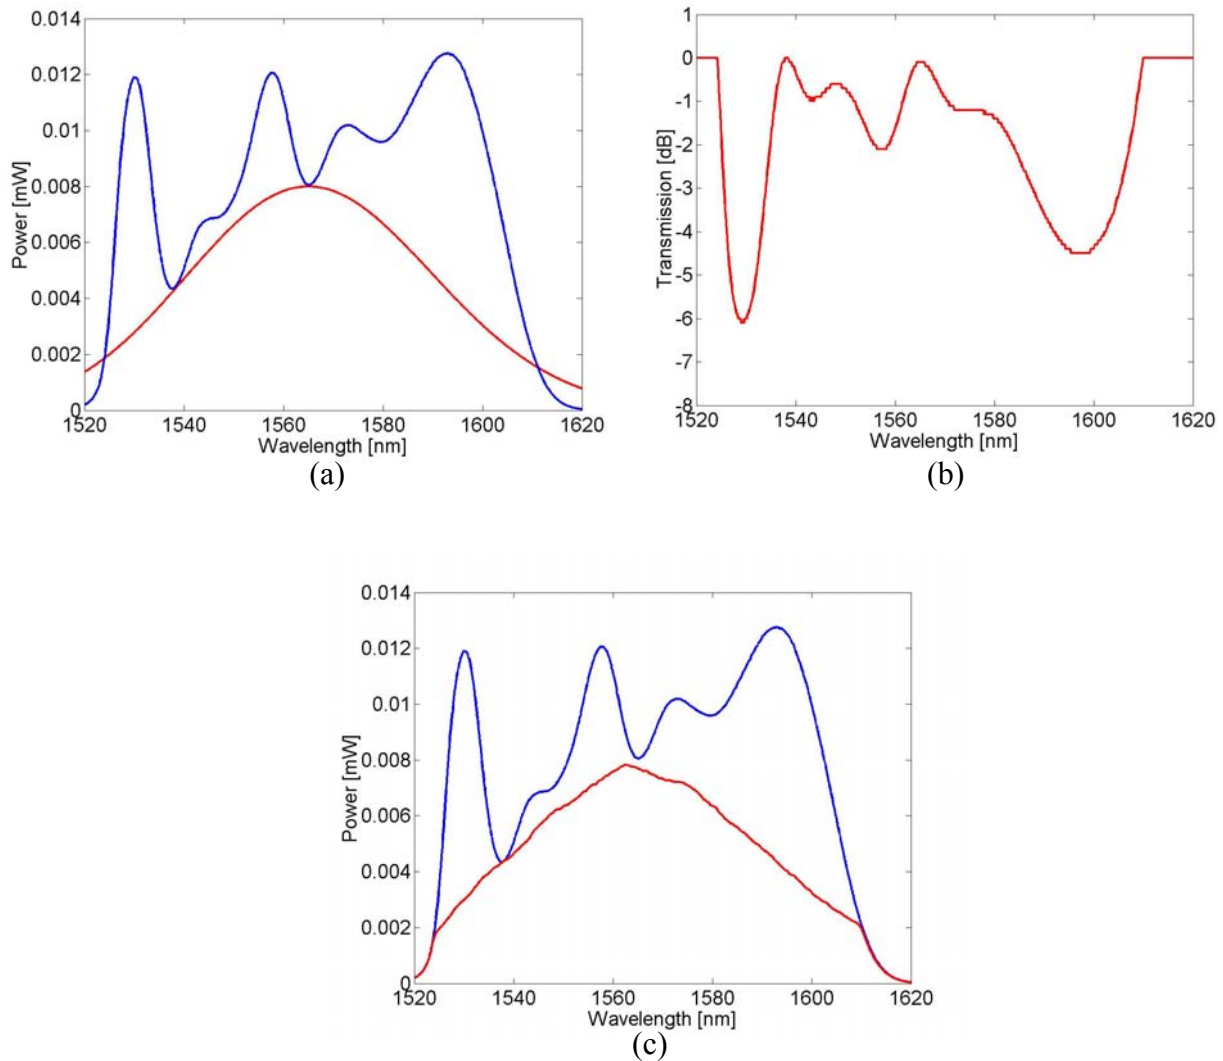 0.014
0.012
0.01
0.008
0.006
0.004
0.002
0
Power [mW]
1520 1540 1560 1580 1600 1620
Wavelength [nm]
(a)
1
0
-1
-2
-3
-4
-5
-6
-7
-8
Transmission [dB]
1520 1540 1560 1580 1600 1620
Wavelength [nm]
(b)
0.014
0.012
0.01
0.008
0.006
0.004
0.002
0
Power [mW]
1520 1540 1560 1580 1600 1620
Wavelength [nm]
(c)